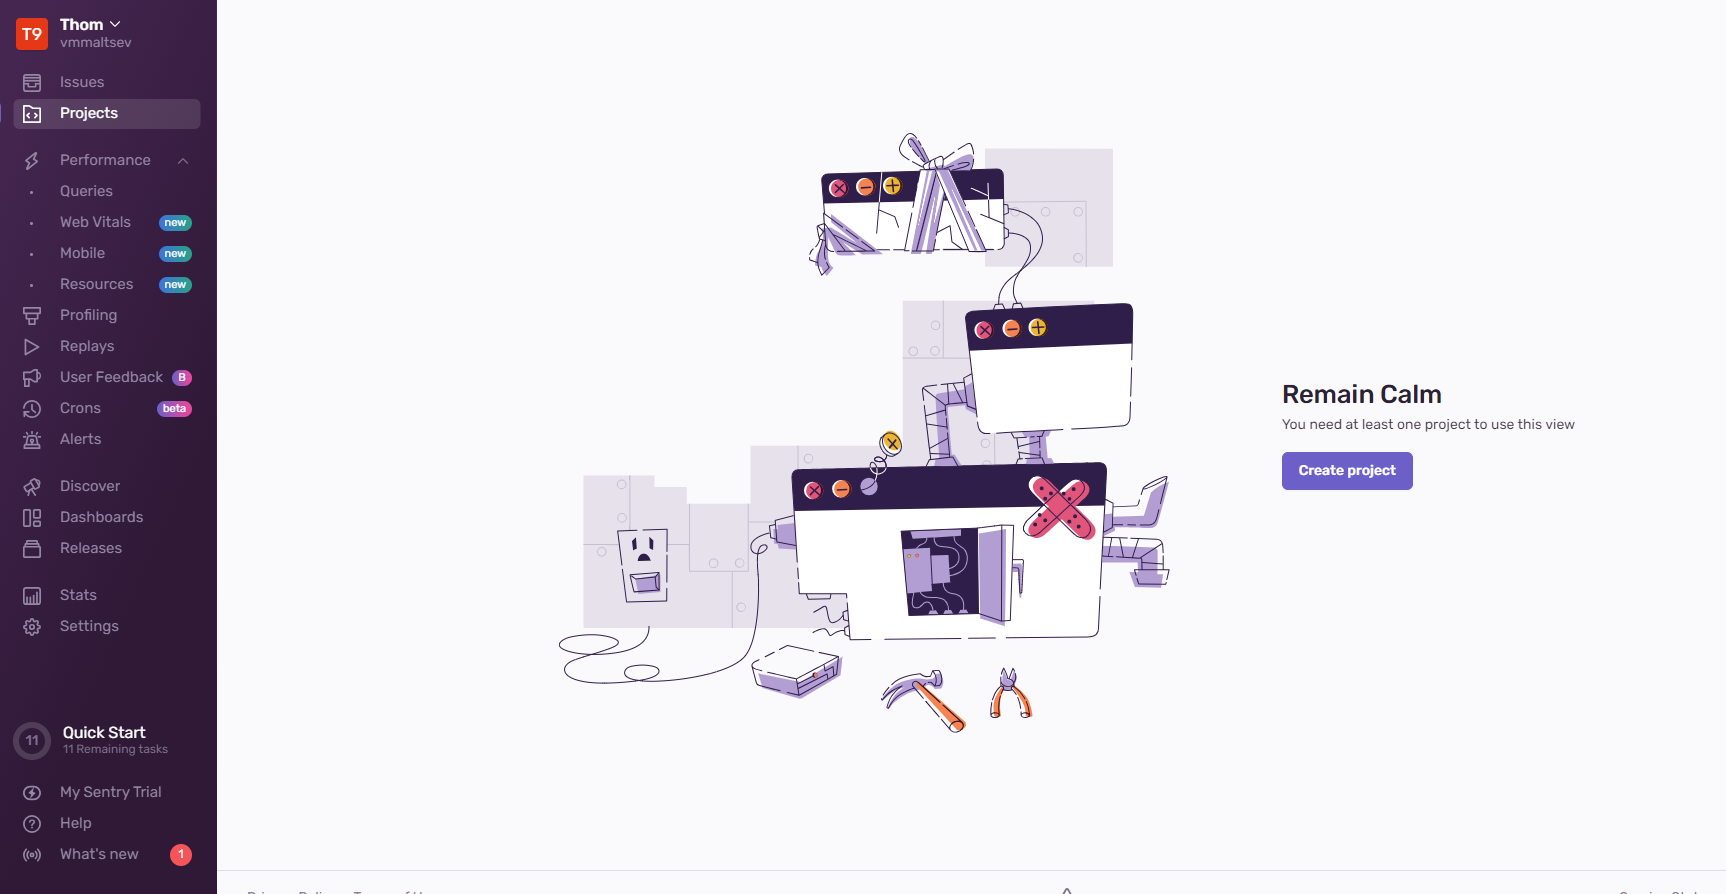 T9
Thom
vmmaltsev
Issues
Projects
Performance
Queries
Web Vitals new
Mobile new
Resources new
Profiling
Replays
User Feedback B
Crons beta
Alerts
Discover
Dashboards
Releases
Stats
Settings
11
Quick Start
11 Remaining tasks
My Sentry Trial
Help
What's new 1
Remain Calm
You need at least one project to use this view
Create project